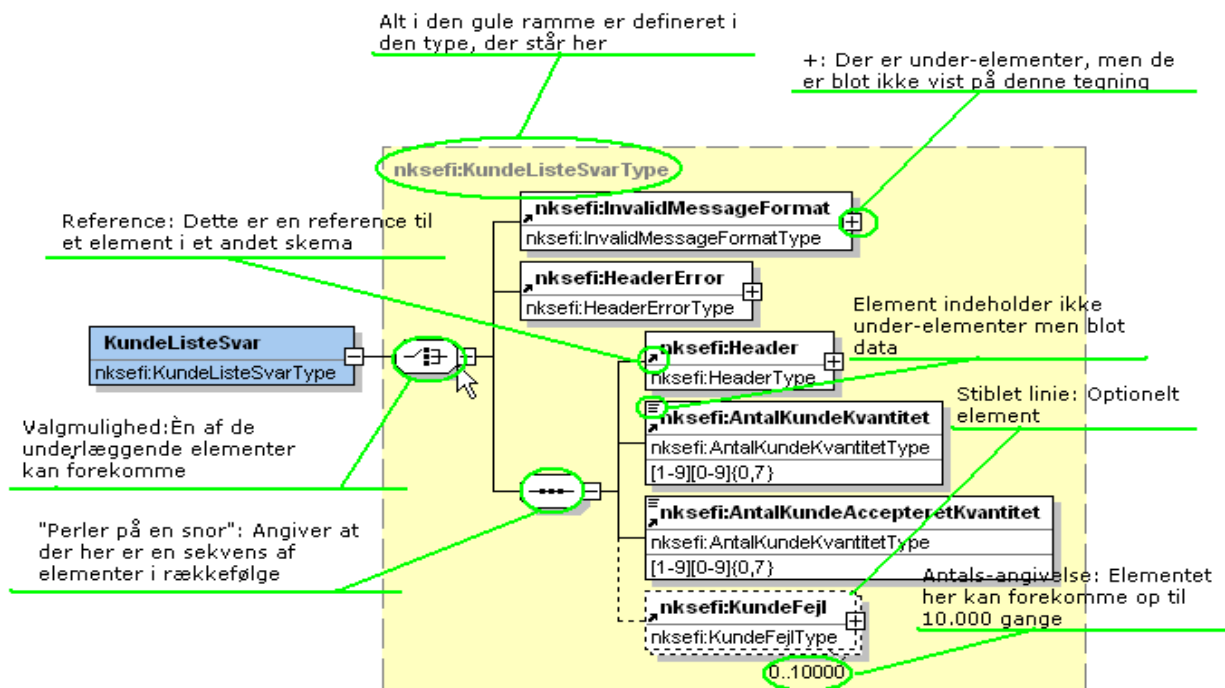 Alt i den gule ramme er defineret i
den type, der står her
+: Der er under-elementer, men de
er blot ikke vist på denne tegning
nksefi:KundeListeSvarType
Reference: Dette er en reference til
et element i et andet skema
nksefi:InvalidMessageFormat
nksefi:InvalidMessageFormatType
nksefi:HeaderError
nksefi:HeaderErrorType
Element indeholder ikke
under-elementer men blot
data
KundeListeSvar
nksefi:KundeListeSvarType
nksefi:Header
nksefi:HeaderType
Stiblet linie: Optionelt
element
nksefi:AntalKundeKvantitet
nksefi:AntalKundeKvantitetType
[1-9][0-9]{0,7}
Valgmulighed:Èn af de
underlæggende elementer
kan forekomme
"Perler på en snor": Angiver at
der her er en sekvens af
elementer i rækkefølge
nksefi:AntalKundeAccepteretKvantitet
nksefi:AntalKundeKvantitetType
[1-9][0-9]{0,7}
Antals-angivelse: Elementet
her kan forekomme op til
10.000 gange
nksefi:KundeFejl
nksefi:KundeFejlType
0..10000